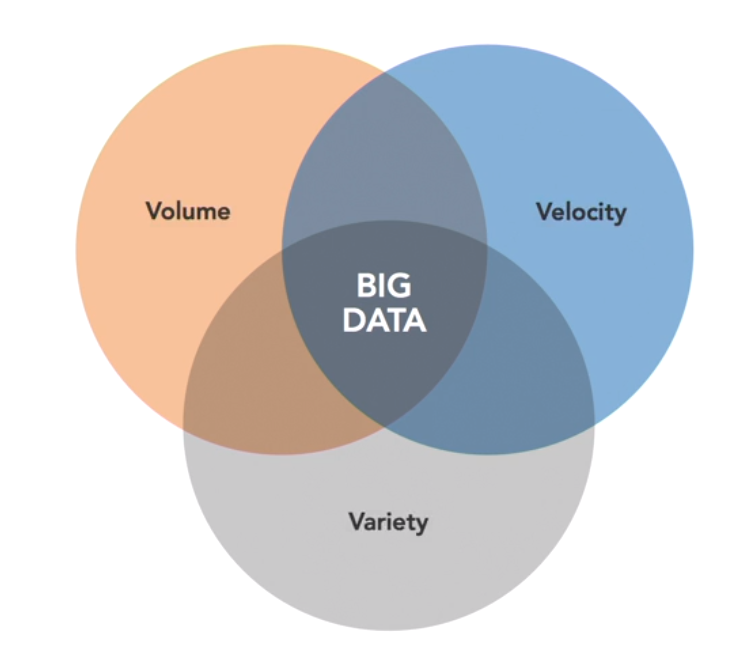 Volume
Velocity
BIG
DATA
Variety